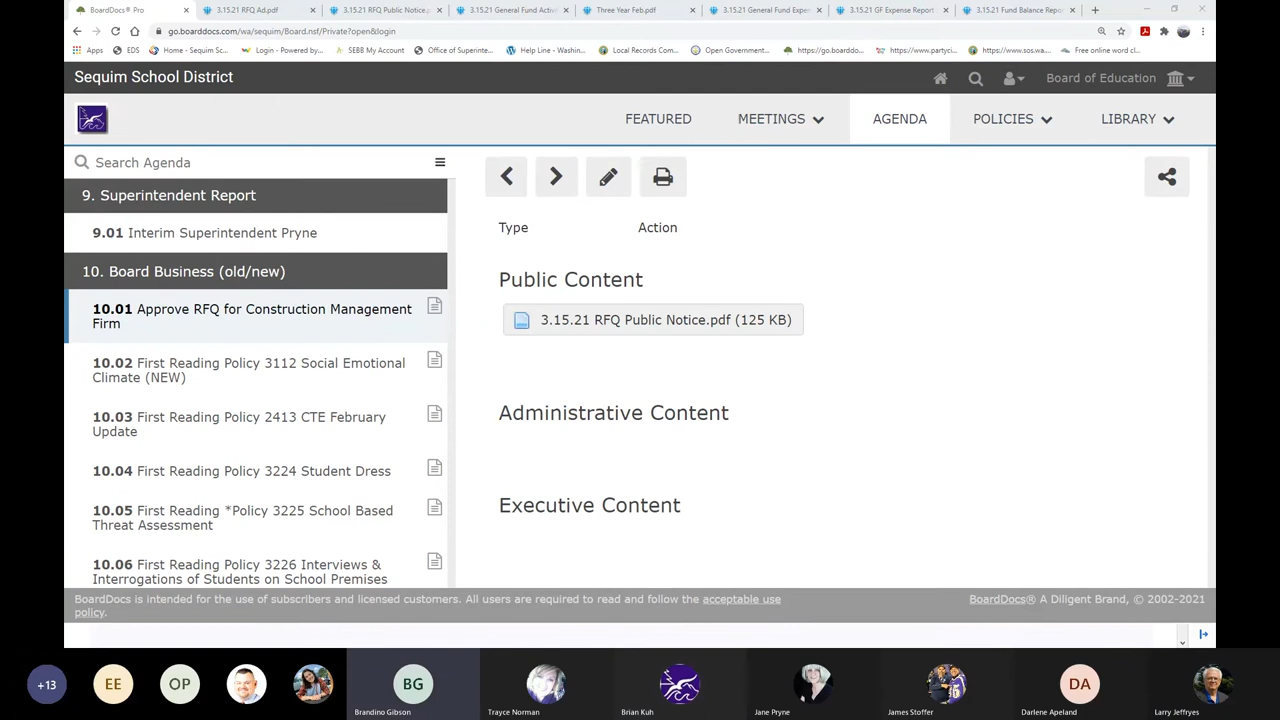 BoardDocs® Pro
3.15.21 RFQ Ad.pdf
3.15.21 RFQ Public Notice.p
3.15.21 General Fund Activ
Three Year Feb.pdf
3.15.21 General Fund Expen
3.15.21 GF Expense Report
3.15.21 Fund Balance Repo
go.boarddocs.com/wa/sequim/Board.nsf/Private?open&login
Apps
EDS
Home - Sequim Sc...
Login - Powered by...
SEBB My Account
Office of Superinte...
Help Line - Washin...
Local Records Com...
Open Government...
https://go.boarddo...
https://www.partyci...
https://www.sos.wa...
Free online word cl...
Sequim School District
Board of Education
FEATURED
MEETINGS
AGENDA
POLICIES
LIBRARY
Search Agenda
9. Superintendent Report
9.01 Interim Superintendent Pryne
10. Board Business (old/new)
10.01 Approve RFQ for Construction Management
Firm
10.02 First Reading Policy 3112 Social Emotional
Climate (NEW)
10.03 First Reading Policy 2413 CTE February
Update
10.04 First Reading Policy 3224 Student Dress
10.05 First Reading *Policy 3225 School Based
Threat Assessment
10.06 First Reading Policy 3226 Interviews &
Interrogations of Students on School Premises
Type Action
Public Content
3.15.21 RFQ Public Notice.pdf (125 KB)
Administrative Content
Executive Content
BoardDocs is intended for the use of subscribers and licensed customers. All users are required to read and follow the acceptable use
policy.
BoardDocs® A Diligent Brand, © 2002-2021
+13
EE
OP
BG
Brandino Gibson
Trayce Norman
Brian Kuh
Jane Pryne
James Stoffer
DA
Darlene Apeland
Larry Jeffryes